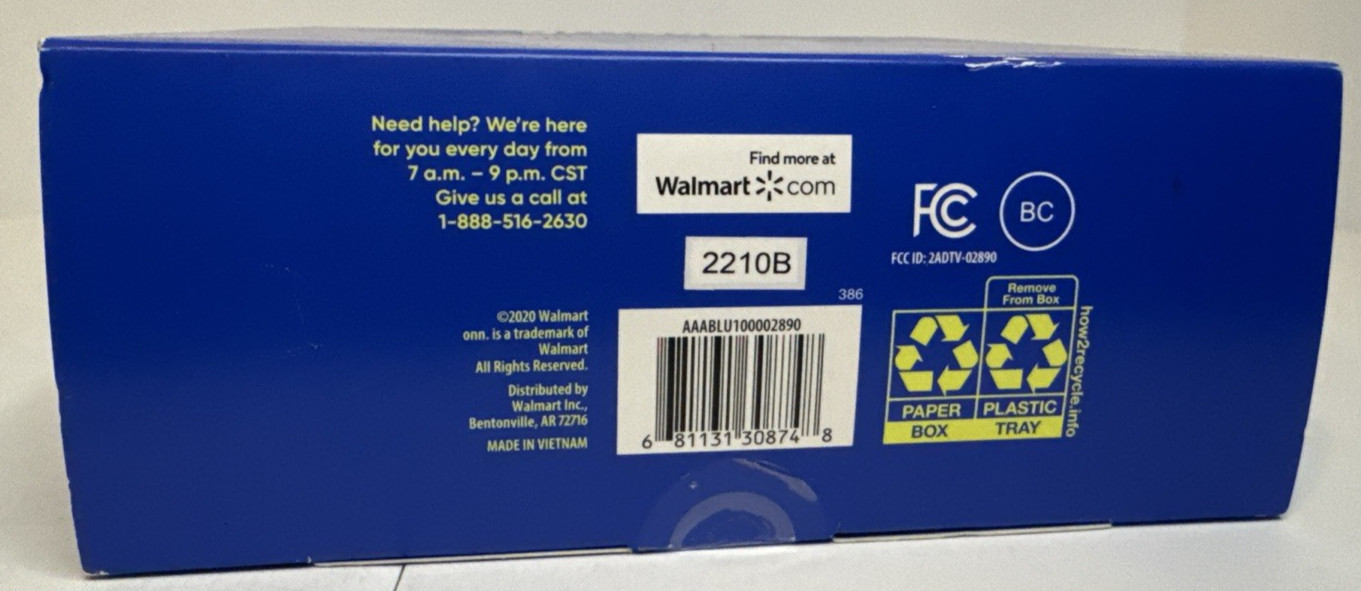 Need help? We're here
for you every day from
7 a.m. – 9 p.m. CST
Give us a call at
1-888-516-2630
©2020 Walmart
onn. is a trademark of
Walmart
All Rights Reserved.
Distributed by
Walmart Inc.,
Bentonville, AR 72716
MADE IN VIETNAM
Find more at
Walmart com
2210B
386
AAABLU100002890
6 81131 30874 8
FC BC
FCC ID: 2ADTV-02890
Remove
From Box
PAPER PLASTIC
BOX TRAY
how2recycle.info